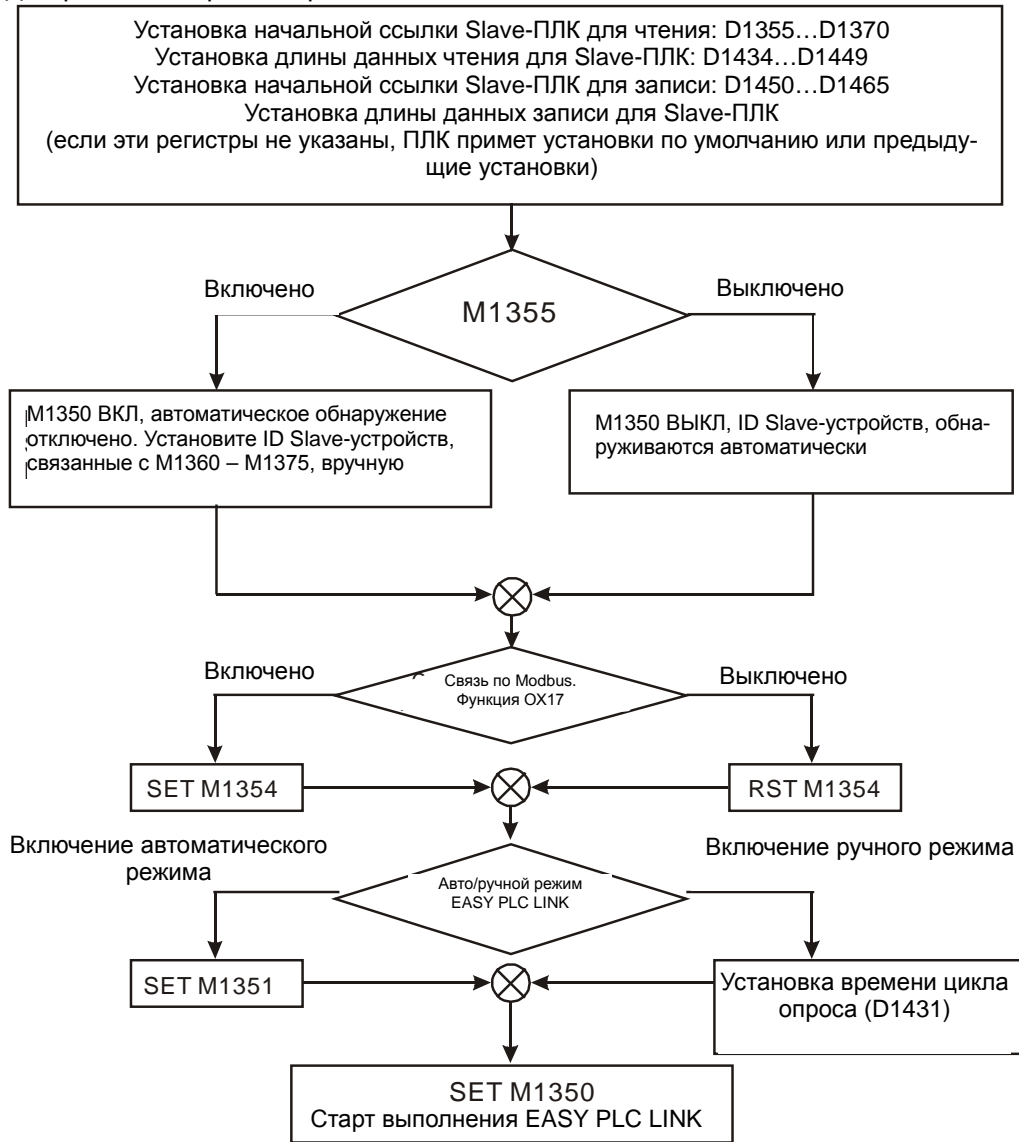 Установка начальной ссылки Slave-ПЛК для чтения: D1355…D1370
Установка длины данных чтения для Slave-ПЛК: D1434…D1449
Установка начальной ссылки Slave-ПЛК для записи: D1450…D1465
Установка длины данных записи для Slave-ПЛК
(если эти регистры не указаны, ПЛК примет установки по умолчанию или предыду-
щие установки)
Включено
Выключено
M1355
M1350 ВКЛ, автоматическое обнаружение
отключено. Установите ID Slave-устройств,
связанные с M1360 – M1375, вручную
M1350 ВЫКЛ, ID Slave-устройств, обна-
руживаются автоматически
Включено
Выключено
Связь по Modbus.
Функция OX17
SET M1354
RST M1354
Включение автоматического
режима
Включение ручного режима
Авто/ручной режим
EASY PLC LINK
SET M1351
Установка времени цикла
опроса (D1431)
SET M1350
Старт выполнения EASY PLC LINK